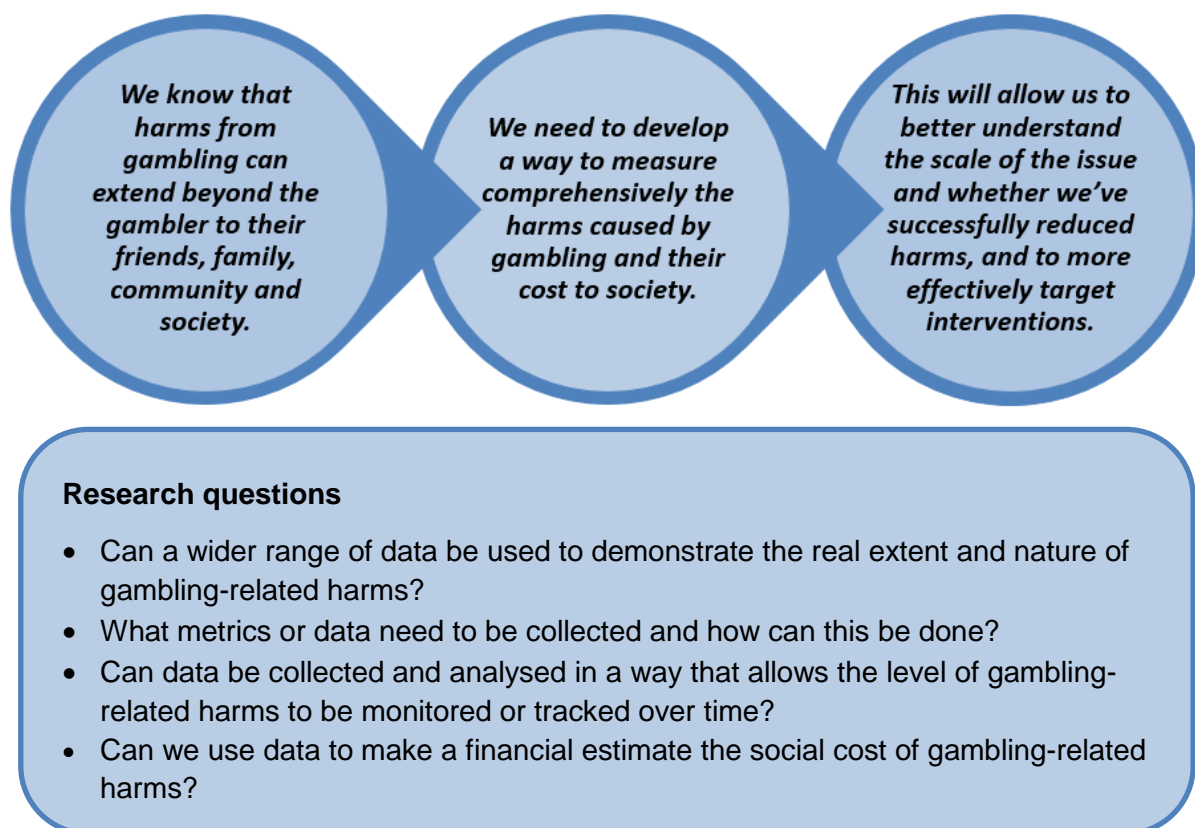 We know that
harms from
gambling can
extend beyond the
gambler to their
friends, family,
community and
society.
We need to develop
a way to measure
comprehensively the
harms caused by
gambling and their
cost to society.
This will allow us to
better understand
the scale of the issue
and whether we’ve
successfully reduced
harms, and to more
effectively target
interventions.
Research questions
• Can a wider range of data be used to demonstrate the real extent and nature of
gambling-related harms?
• What metrics or data need to be collected and how can this be done?
• Can data be collected and analysed in a way that allows the level of gambling-
related harms to be monitored or tracked over time?
• Can we use data to make a financial estimate the social cost of gambling-related
harms?